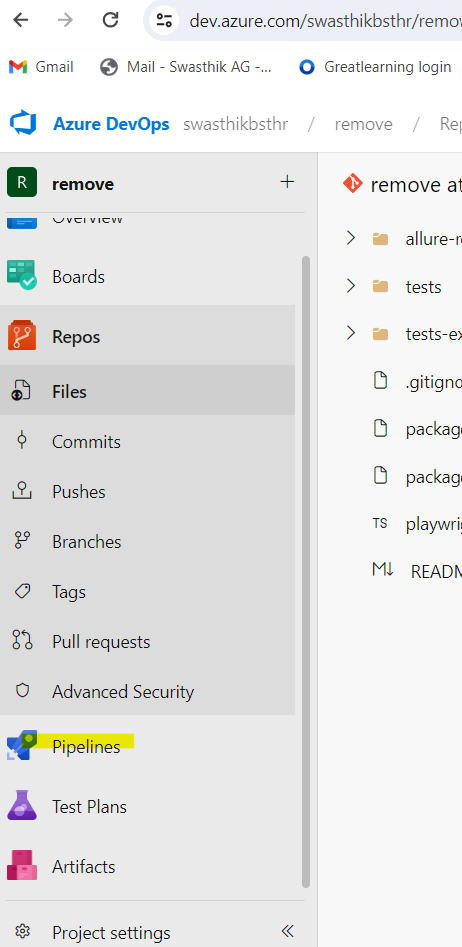 dev.azure.com/swasthikbsthr/remov
Gmail Mail - Swasthik AG -... Greatlearning login
Azure DevOps swasthikbsthr / remove / Rep
R remove +
remove at
Overview
allure-re
Boards
tests
Repos
tests-ex
Files
.gitigno
Commits
package
Pushes
package
TS playwrig
Branches
M↓ READM
Tags
Pull requests
Advanced Security
Pipelines
Test Plans
Artifacts
Project settings